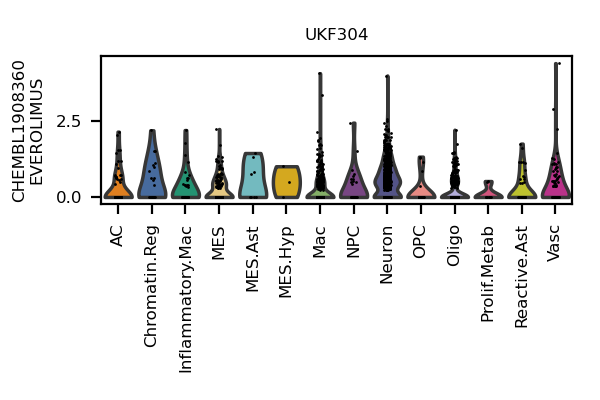 UKF304
CHEMBL1908360
EVEROLIMUS
2.5
0.0
AC
Chromatin.Reg
Inflammatory.Mac
MES
MES.Ast
MES.Hyp
Mac
NPC
Neuron
OPC
Oligo
Prolif.Metab
Reactive.Ast
Vasc